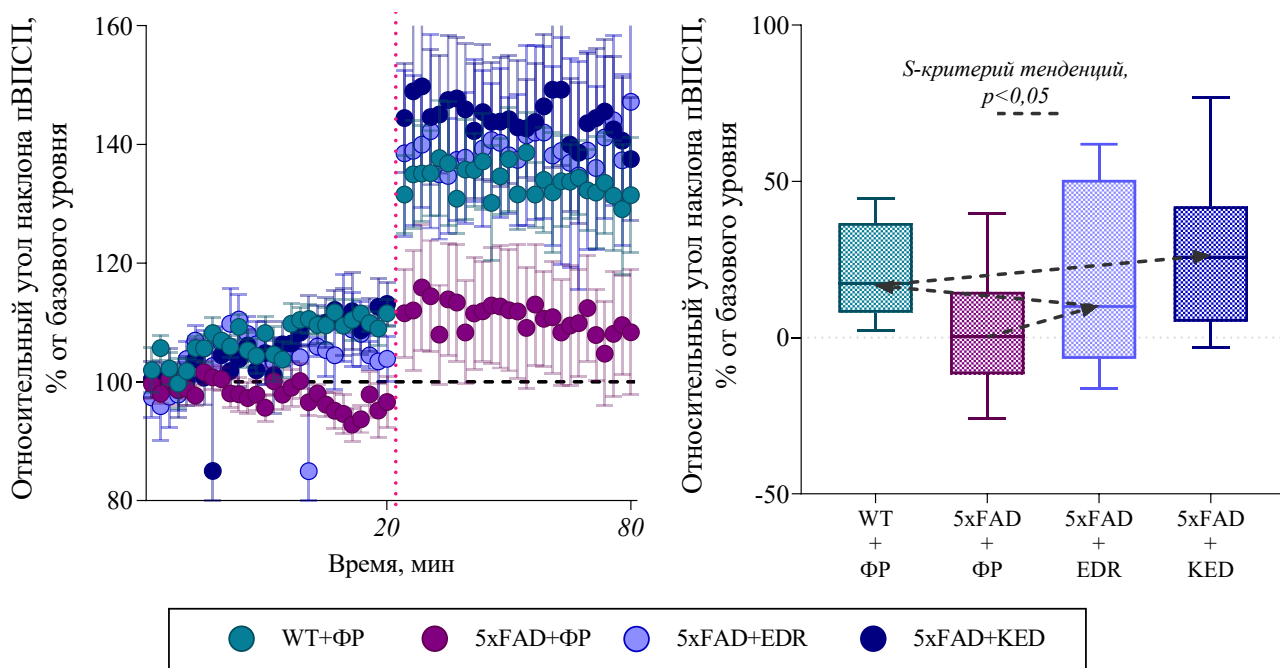 Относительный угол наклона пВПСП,
% от базового уровня
160
140
120
100
80
20
80
Время, мин
Относительный угол наклона пВПСП,
% от базового уровня
100
50
0
-50
S-критерий тенденций,
p<0,05
WT
+
ФР
5xFAD
+
ФР
5xFAD
+
EDR
5xFAD
+
KED
WT+ФР
5xFAD+ФР
5xFAD+EDR
5xFAD+KED